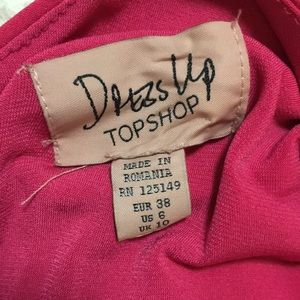 Dress Up
TOPSHOP
MADE IN
ROMANIA
RN 125149
EUR 38
US 6
UK 10